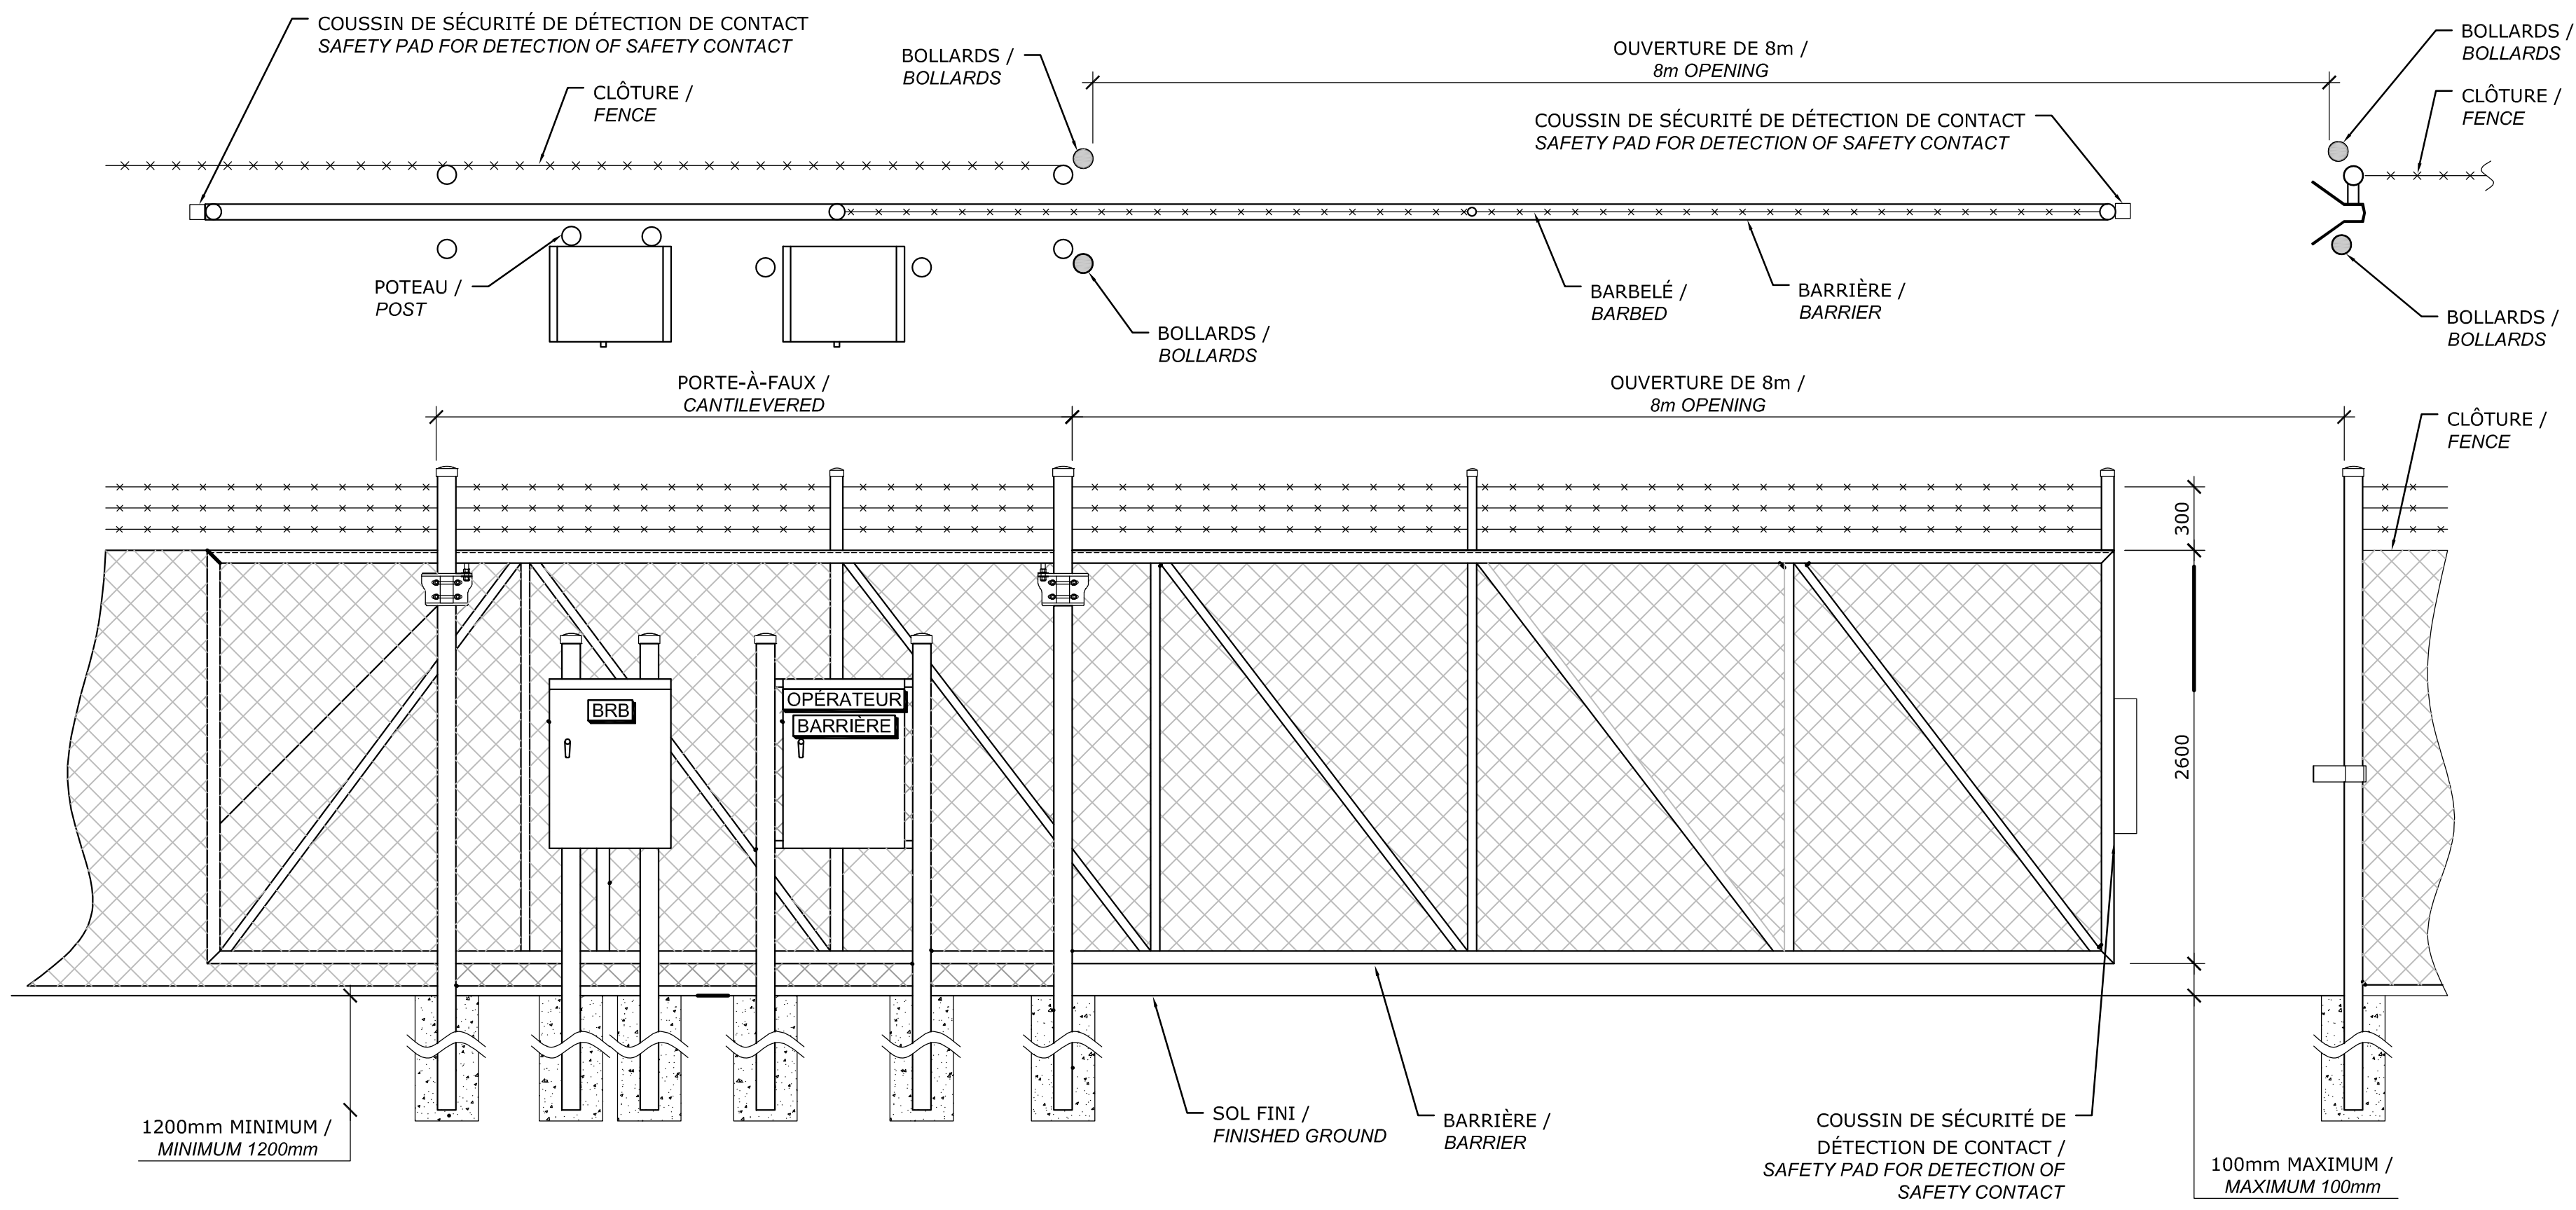 COUSSIN DE SÉCURITÉ DE DÉTECTION DE CONTACT
SAFETY PAD FOR DETECTION OF SAFETY CONTACT
CLÔTURE /
FENCE
BOLLARDS /
BOLLARDS
OUVERTURE DE 8m /
8m OPENING
BOLLARDS /
BOLLARDS
CLÔTURE /
FENCE
COUSSIN DE SÉCURITÉ DE DÉTECTION DE CONTACT
SAFETY PAD FOR DETECTION OF SAFETY CONTACT
POTEAU /
POST
BOLLARDS /
BOLLARDS
BARBELÉ /
BARBED
BARRIÈRE /
BARRIER
BOLLARDS /
BOLLARDS
PORTE-À-FAUX /
CANTILEVERED
OUVERTURE DE 8m /
8m OPENING
CLÔTURE /
FENCE
300
2600
BRB
OPÉRATEUR
BARRIÈRE
1200mm MINIMUM /
MINIMUM 1200mm
SOL FINI /
FINISHED GROUND
BARRIÈRE /
BARRIER
COUSSIN DE SÉCURITÉ DE
DÉTECTION DE CONTACT /
SAFETY PAD FOR DETECTION OF
SAFETY CONTACT
100mm MAXIMUM /
MAXIMUM 100mm